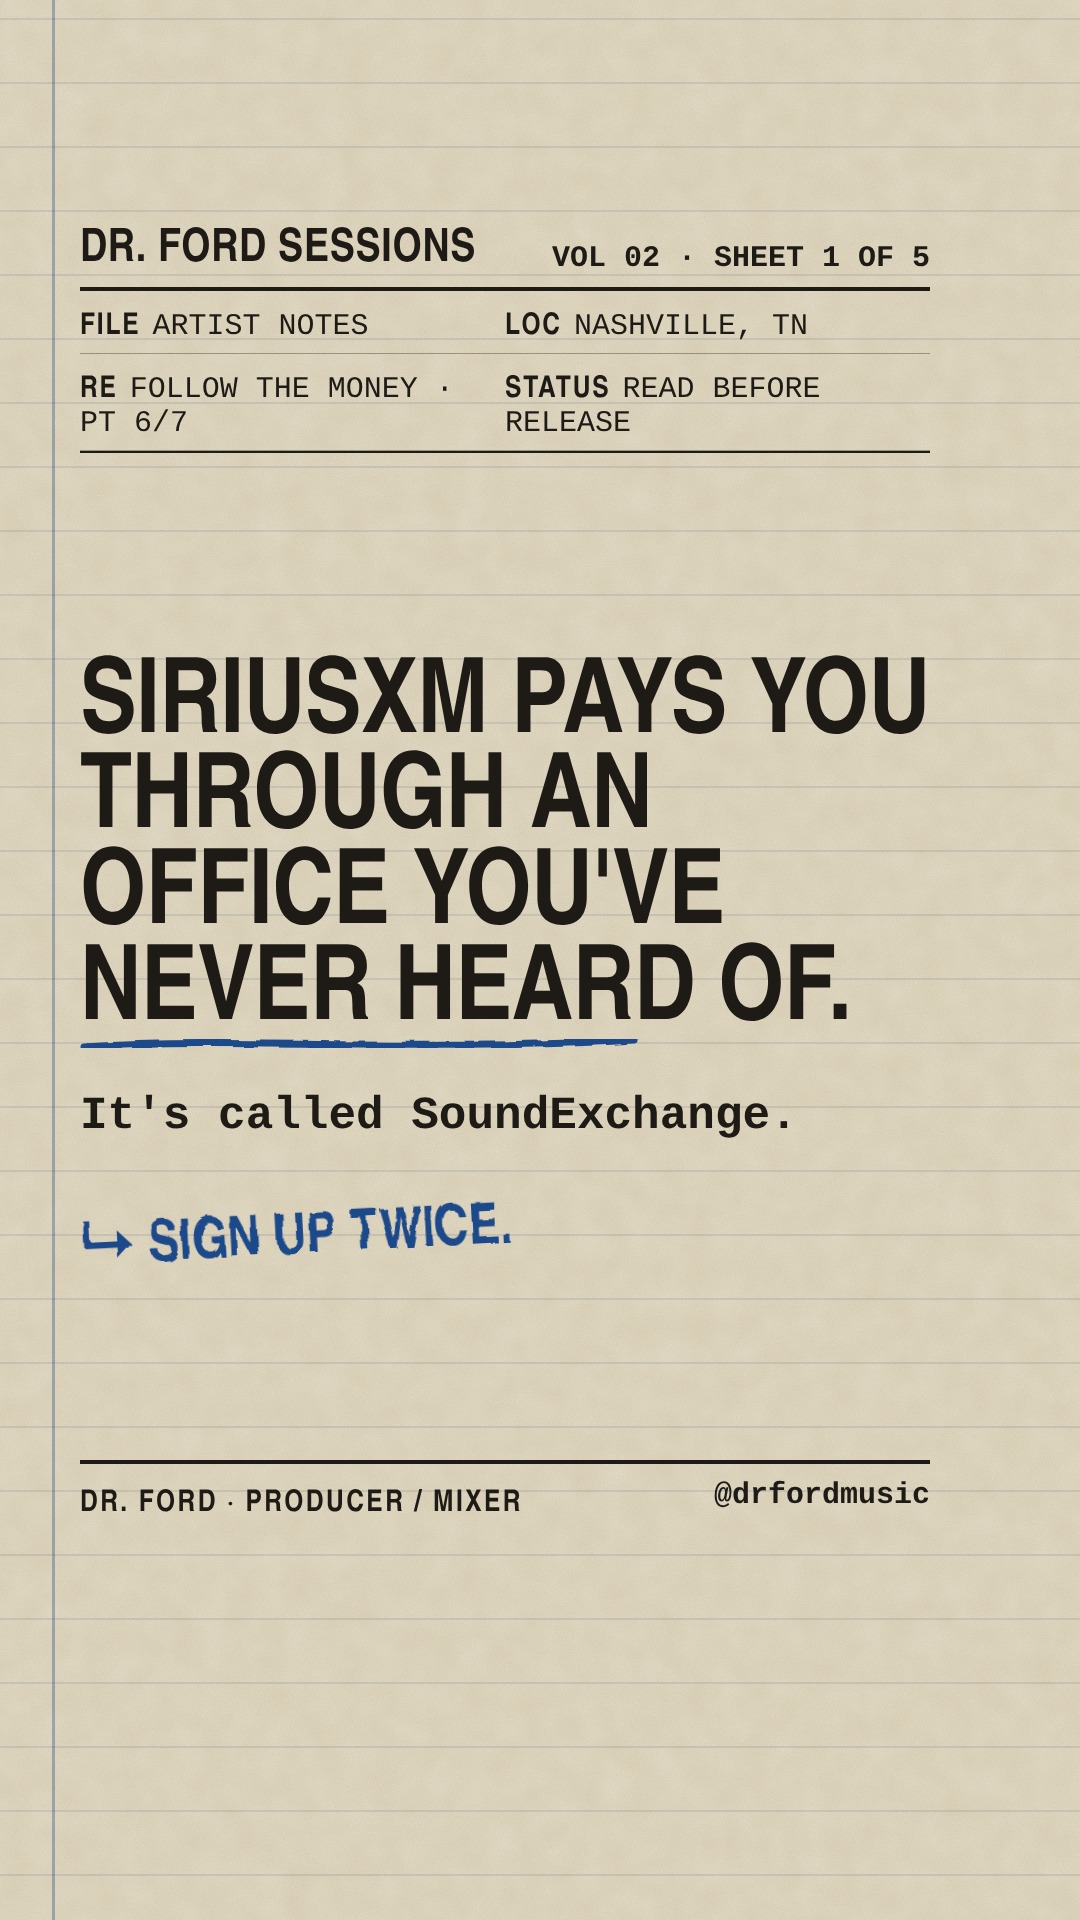 DR. FORD SESSIONS
VOL 02 · SHEET 1 OF 5
FILE ARTIST NOTES
LOC NASHVILLE, TN
RE FOLLOW THE MONEY ·
PT 6/7
STATUS READ BEFORE
RELEASE
SIRIUSXM PAYS YOU
THROUGH AN
OFFICE YOU'VE
NEVER HEARD OF.
It's called SoundExchange.
↳ SIGN UP TWICE.
DR. FORD · PRODUCER / MIXER
@drfordmusic